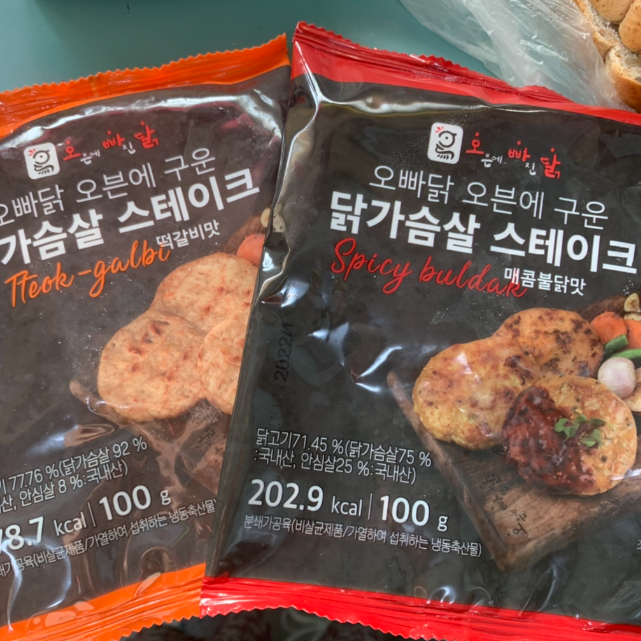 오븐에 빠진 닭
오빠닭 오븐에 구운
가슴살 스테이크
떡갈비맛
Tteok-galbi
77.76 %(닭가슴살 92 %
안심살 8 %:국내산)
8.7 kcal | 100 g
분쇄가공육(비살균제품/가열하여 섭취하는 냉동축산물)
오븐에 빠진 닭
오빠닭 오븐에 구운
닭가슴살 스테이크
Spicy buldak
매콤불닭맛
닭고기71.45 %(닭가슴살75 %
:국내산, 안심살25 %:국내산)
202.9 kcal | 100 g
분쇄가공육(비살균제품/가열하여 섭취하는 냉동축산물)